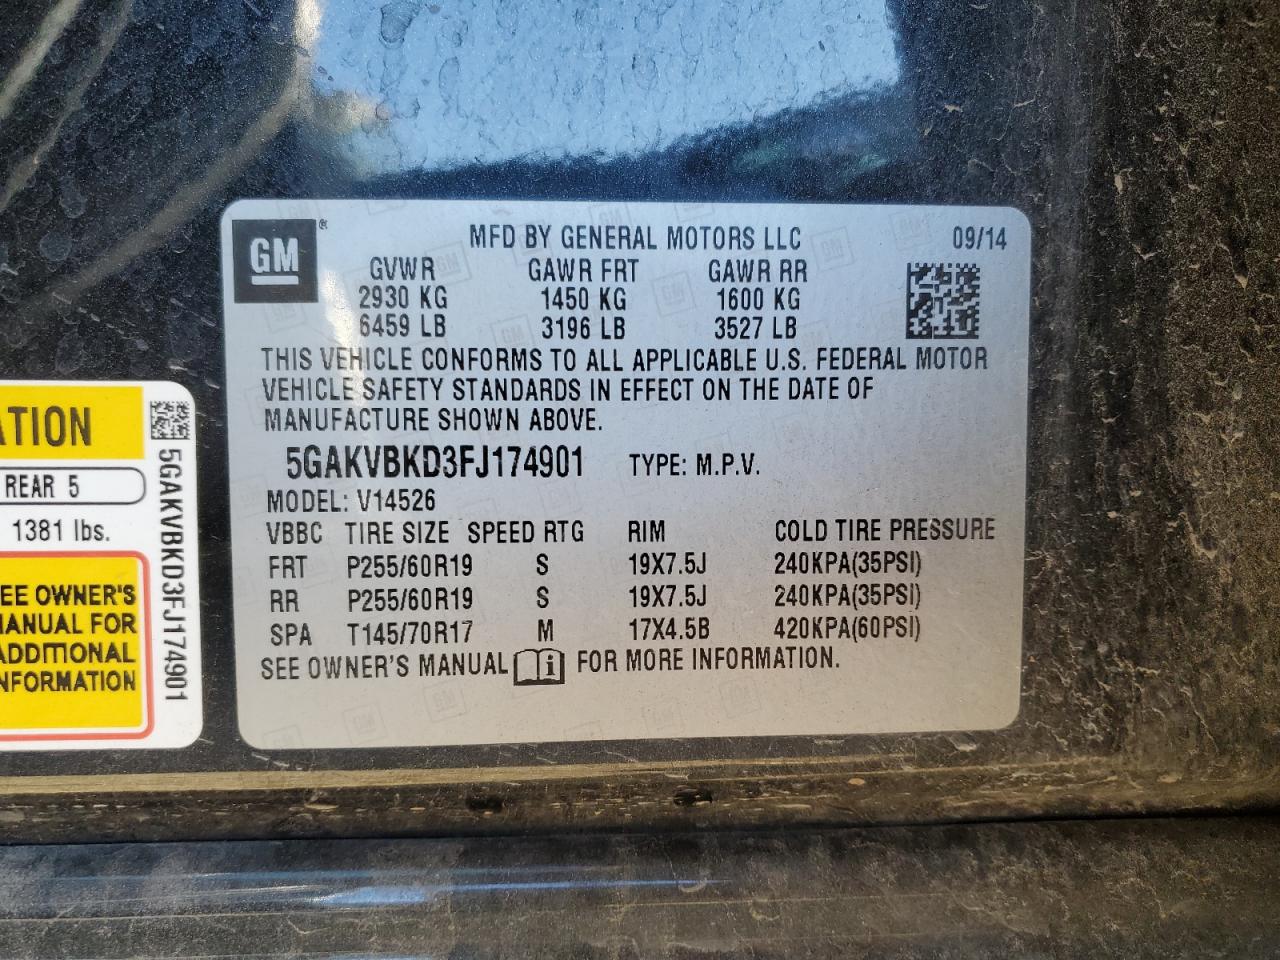 GM ®
MFD BY GENERAL MOTORS LLC 09/14
GVWR GAWR FRT GAWR RR
2930 KG 1450 KG 1600 KG
6459 LB 3196 LB 3527 LB
THIS VEHICLE CONFORMS TO ALL APPLICABLE U.S. FEDERAL MOTOR
VEHICLE SAFETY STANDARDS IN EFFECT ON THE DATE OF
MANUFACTURE SHOWN ABOVE.
5GAKVBKD3FJ174901 TYPE: M.P.V.
MODEL: V14526
VBBC TIRE SIZE SPEED RTG RIM COLD TIRE PRESSURE
FRT P255/60R19 S 19X7.5J 240KPA(35PSI)
RR P255/60R19 S 19X7.5J 240KPA(35PSI)
SPA T145/70R17 M 17X4.5B 420KPA(60PSI)
SEE OWNER'S MANUAL i FOR MORE INFORMATION.
ATION
REAR 5
1381 lbs.
EE OWNER'S
MANUAL FOR
ADDITIONAL
NFORMATION
5GAKVBKD3FJ174901